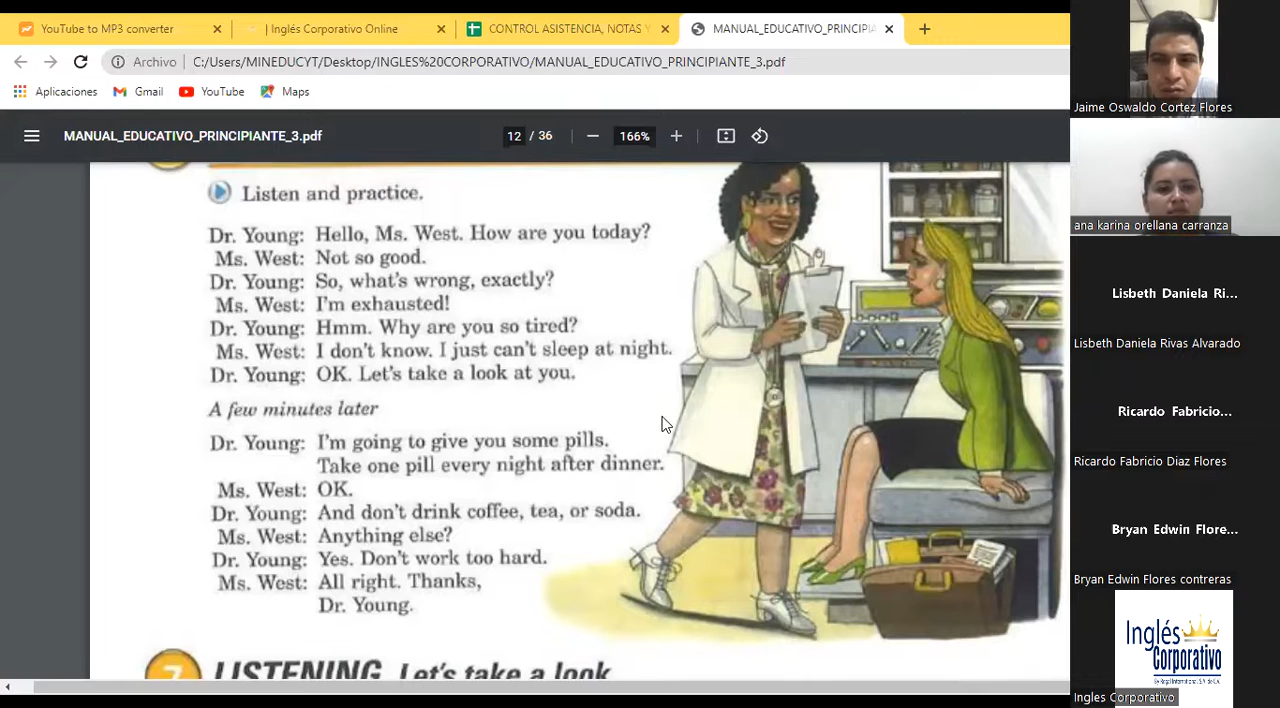 YouTube to MP3 converter
| Inglés Corporativo Online
CONTROL ASISTENCIA, NOTAS Y
MANUAL_EDUCATIVO_PRINCIPIA
Archivo
C:/Users/MINEDUCYT/Desktop/INGLES%20CORPORATIVO/MANUAL_EDUCATIVO_PRINCIPIANTE_3.pdf
Aplicaciones
Gmail
YouTube
Maps
MANUAL_EDUCATIVO_PRINCIPIANTE_3.pdf
12 / 36
166%
Listen and practice.
Dr. Young: Hello, Ms. West. How are you today?
Ms. West: Not so good.
Dr. Young: So, what's wrong, exactly?
Ms. West: I'm exhausted!
Dr. Young: Hmm. Why are you so tired?
Ms. West: I don't know. I just can't sleep at night.
Dr. Young: OK. Let's take a look at you.
A few minutes later
Dr. Young: I'm going to give you some pills.
Take one pill every night after dinner.
Ms. West: OK.
Dr. Young: And don't drink coffee, tea, or soda.
Ms. West: Anything else?
Dr. Young: Yes. Don't work too hard.
Ms. West: All right. Thanks,
Dr. Young.
7 LISTENING Let's take a look
Jaime Oswaldo Cortez Flores
ana karina orellana carranza
Lisbeth Daniela Ri...
Lisbeth Daniela Rivas Alvarado
Ricardo Fabricio...
Ricardo Fabricio Diaz Flores
Bryan Edwin Flore...
Bryan Edwin Flores contreras
Inglés
Corporativo
Ingles Corporativo